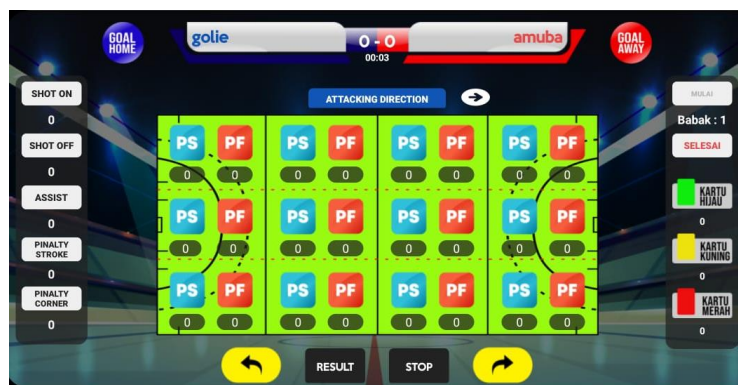 GOAL
HOME
golie
0 - 0
amuba
GOAL
AWAY
00:03
ATTACKING DIRECTION
SHOT ON
0
SHOT OFF
0
ASSIST
0
PINALTY
STROKE
0
PINALTY
CORNER
0
PS PF PS PF PS PF PS PF
0 0 0 0 0 0 0 0
PS PF PS PF PS PF PS PF
0 0 0 0 0 0 0 0
PS PF PS PF PS PF PS PF
0 0 0 0 0 0 0 0
MULAI
Babak : 1
SELESAI
KARTU
HIJAU
0
KARTU
KUNING
0
KARTU
MERAH
0
RESULT
STOP